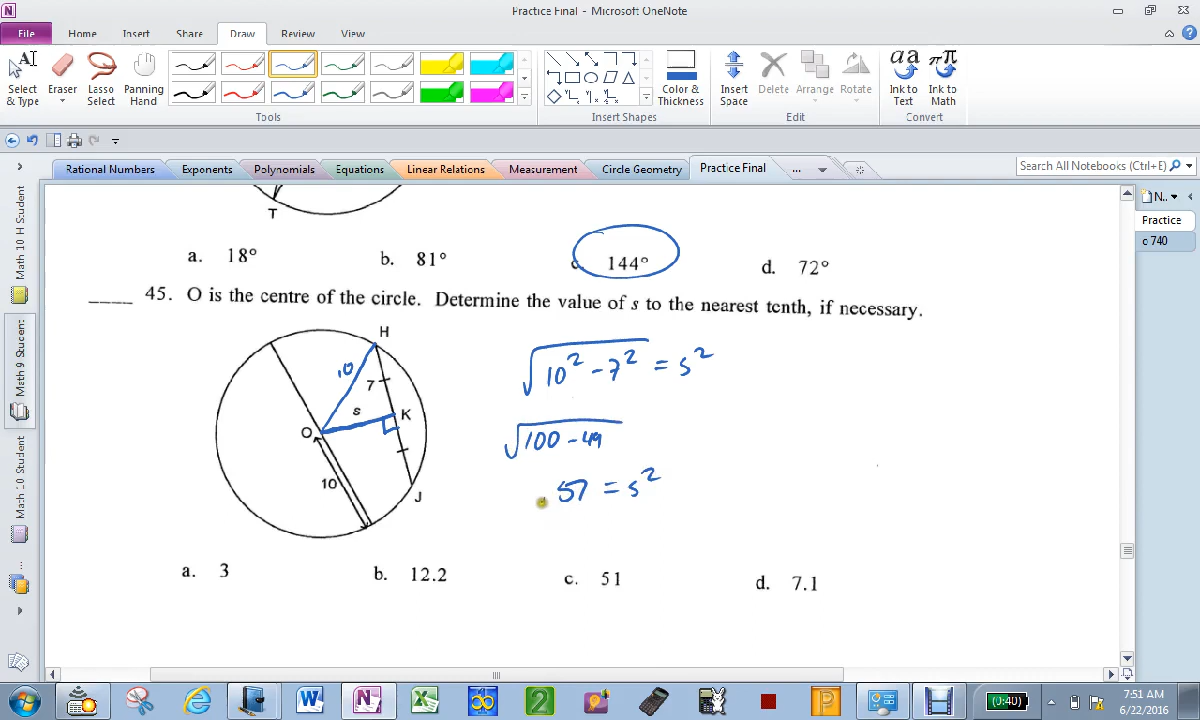 Practice Final - Microsoft OneNote
File Home Insert Share Draw Review View
Select & Type
Eraser
Lasso Select
Panning Hand
Color & Thickness
Insert Space
Delete
Arrange
Rotate
Ink to Text
Ink to Math
Tools
Insert Shapes
Edit
Convert
Rational Numbers Exponents Polynomials Equations Linear Relations Measurement Circle Geometry Practice Final ...
Search All Notebooks (Ctrl+E)
N..
Practice
c 740
Math 10 H Student
Math 9 Student
Math 10 Student
T
a. 18° b. 81° c. 144° d. 72°
____ 45. O is the centre of the circle. Determine the value of s to the nearest tenth, if necessary.
H
10
7
s
K
O
10
J
√10² - 7² = s²
√100 - 49
51 = s²
a. 3 b. 12.2 c. 51 d. 7.1
(0:40)
7:51 AM
6/22/2016